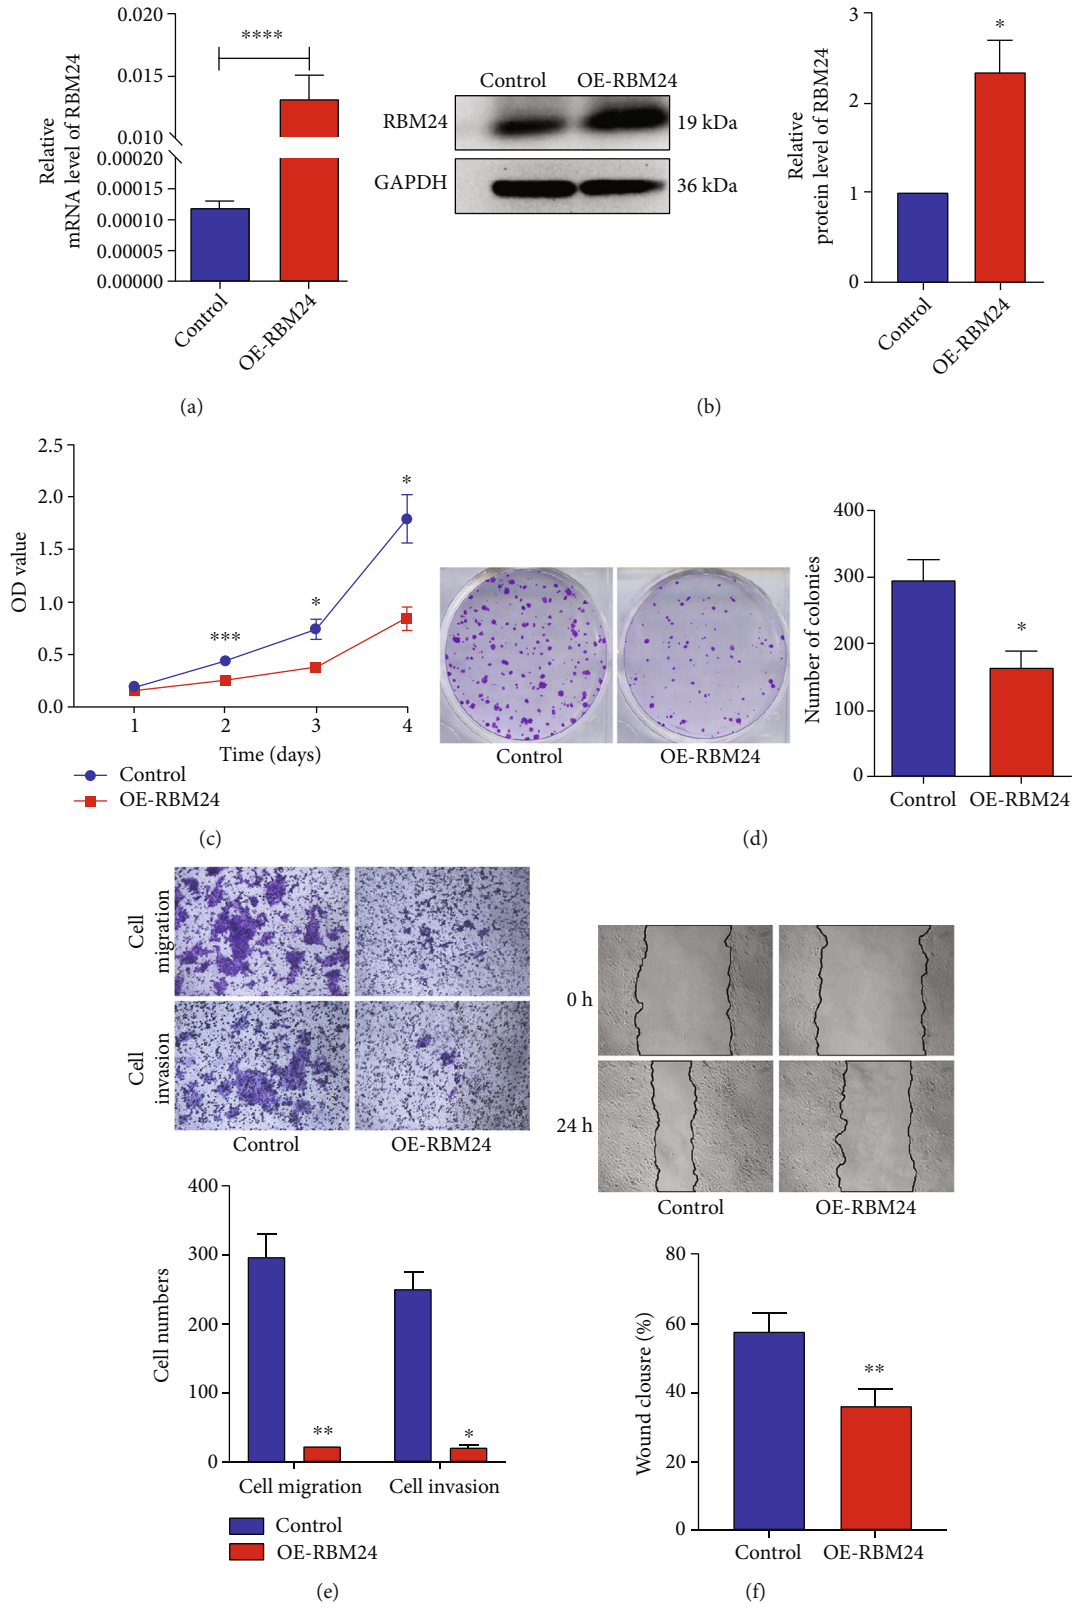 Relative
mRNA level of RBM24
0.020
0.015
0.010
0.00020
0.00015
0.00010
0.00005
0.00000
****
Control
OE-RBM24
(a)
Control
OE-RBM24
RBM24
19 kDa
GAPDH
36 kDa
Relative
protein level of RBM24
3
2
1
0
*
Control
OE-RBM24
(b)
OD value
2.5
2.0
1.5
1.0
0.5
0.0
***
*
*
1
2
3
4
Time (days)
Control
OE-RBM24
(c)
Control
OE-RBM24
Number of colonies
400
300
200
100
0
*
Control
OE-RBM24
(d)
Cell
migration
Cell
invasion
Control
OE-RBM24
Cell numbers
400
300
200
100
0
**
*
Cell migration
Cell invasion
Control
OE-RBM24
(e)
0 h
24 h
Control
OE-RBM24
Wound clousre (%)
80
60
40
20
0
**
Control
OE-RBM24
(f)